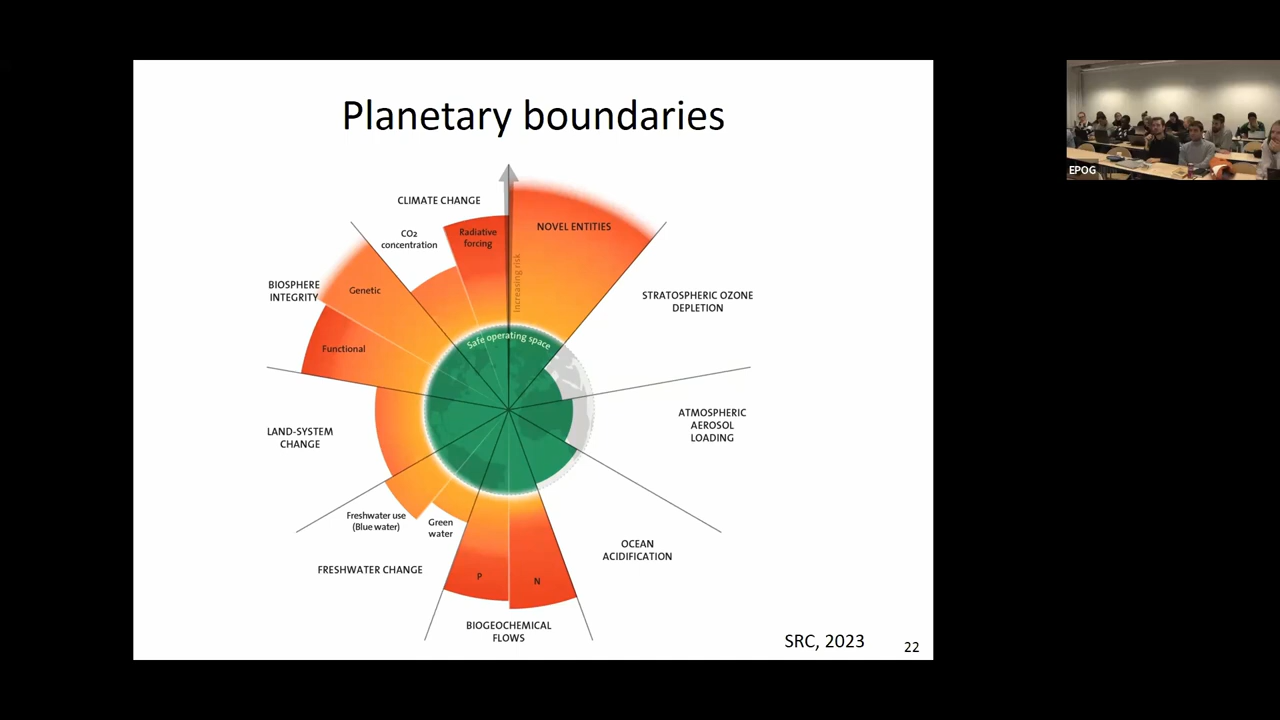 Planetary boundaries
CLIMATE CHANGE
CO2
concentration
Radiative
forcing
NOVEL ENTITIES
Increasing risk
BIOSPHERE
INTEGRITY
Genetic
Functional
STRATOSPHERIC OZONE
DEPLETION
Safe operating space
ATMOSPHERIC
AEROSOL
LOADING
LAND-SYSTEM
CHANGE
Freshwater use
(Blue water)
Green
water
FRESHWATER CHANGE
P
N
OCEAN
ACIDIFICATION
BIOGEOCHEMICAL
FLOWS
SRC, 2023
22
EPOG